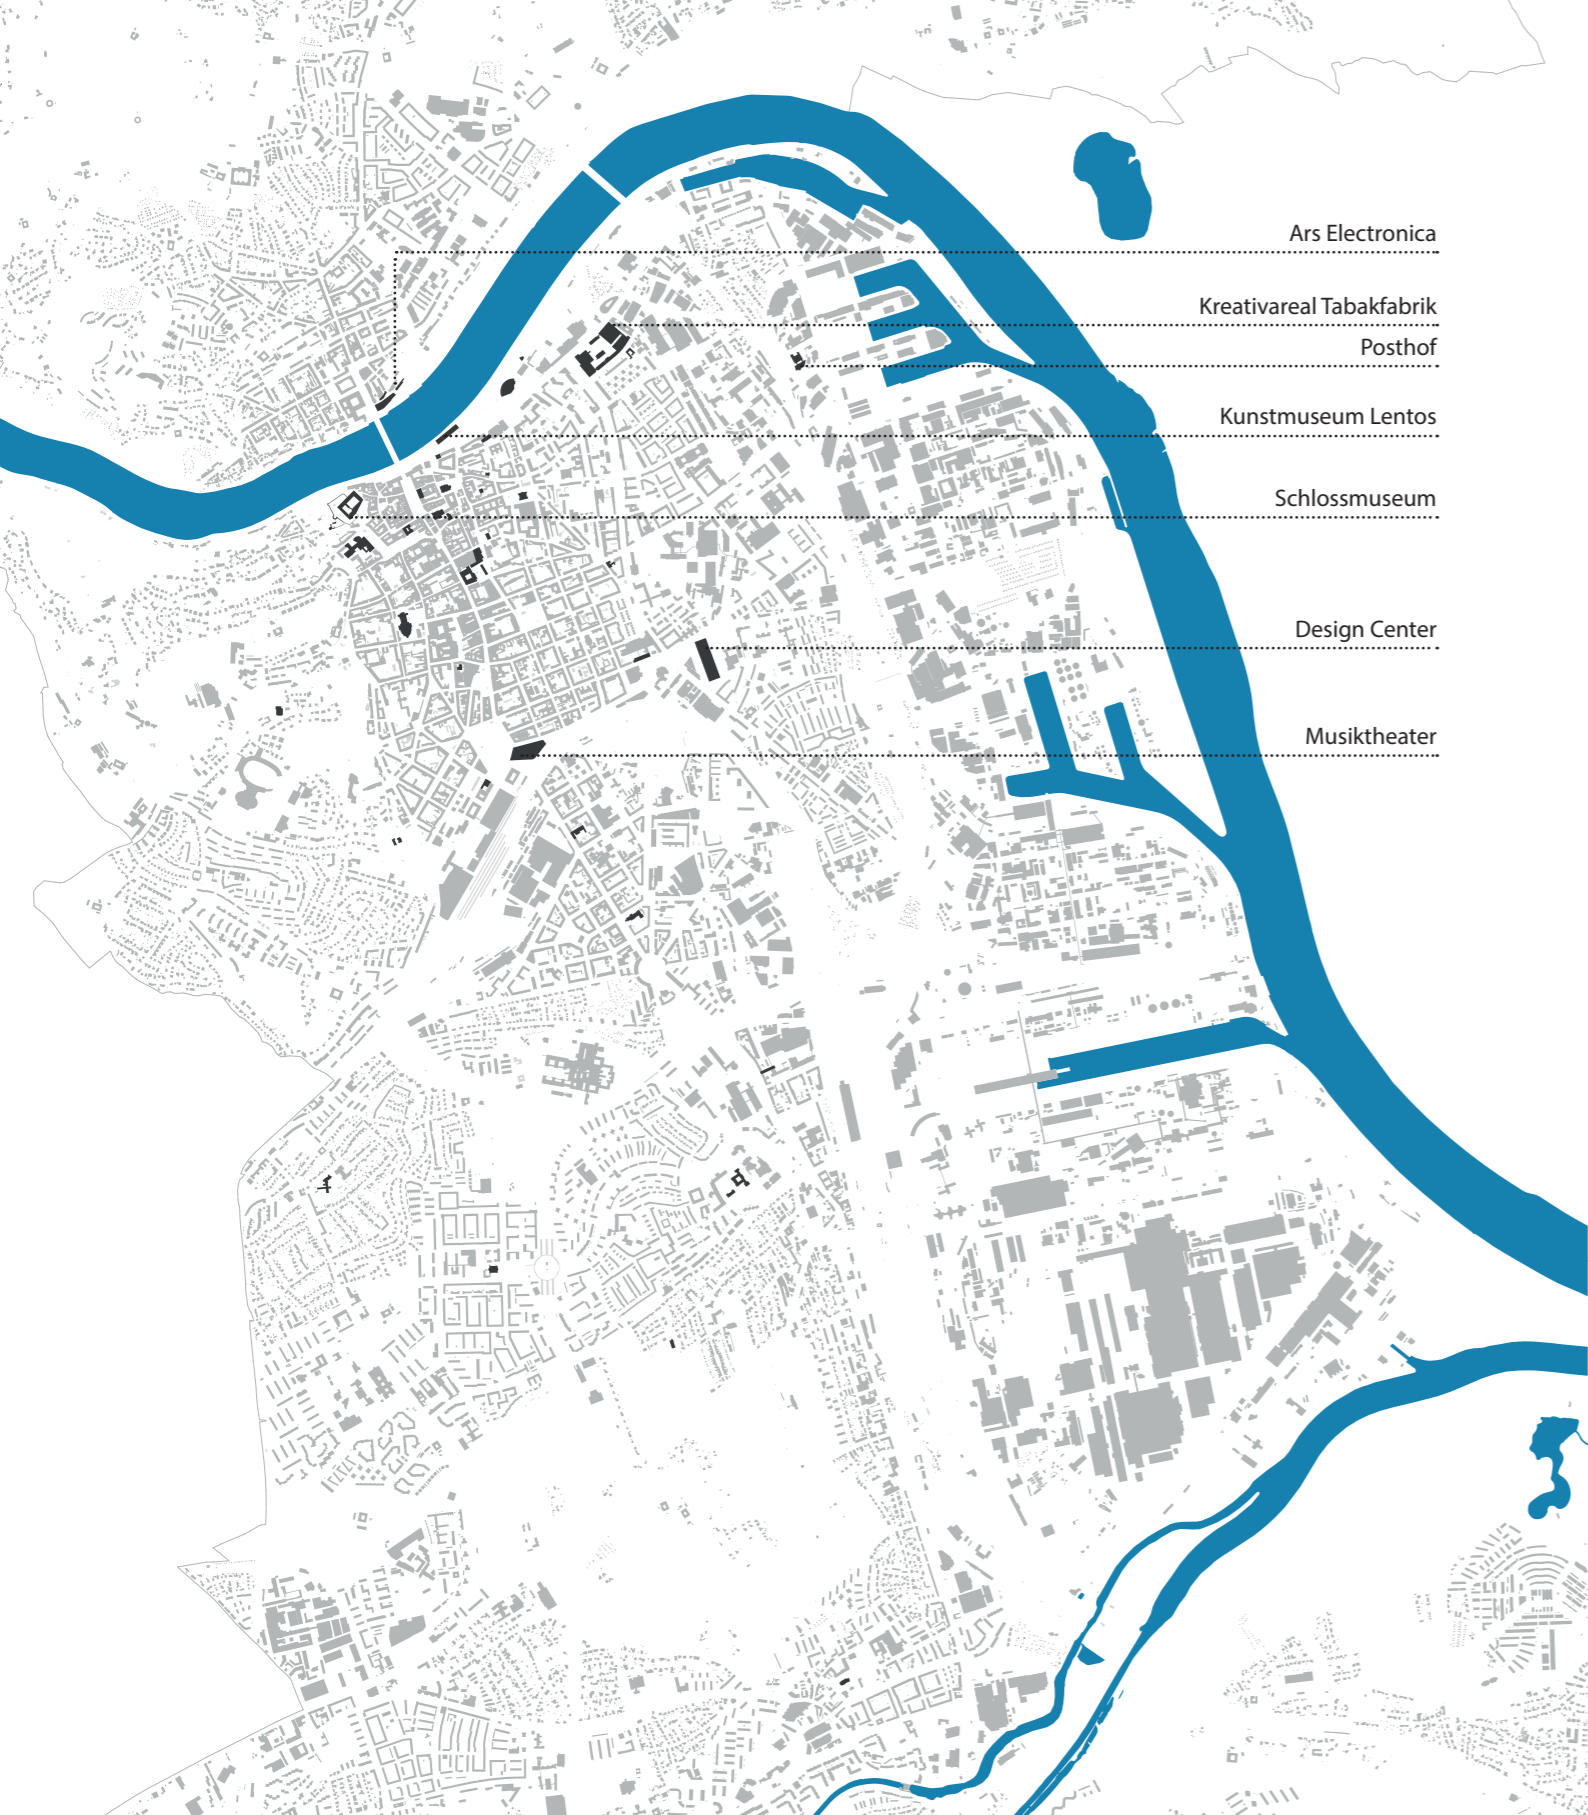 Ars Electronica
Kreativareal Tabakfabrik
Posthof
Kunstmuseum Lentos
Schlossmuseum
Design Center
Musiktheater